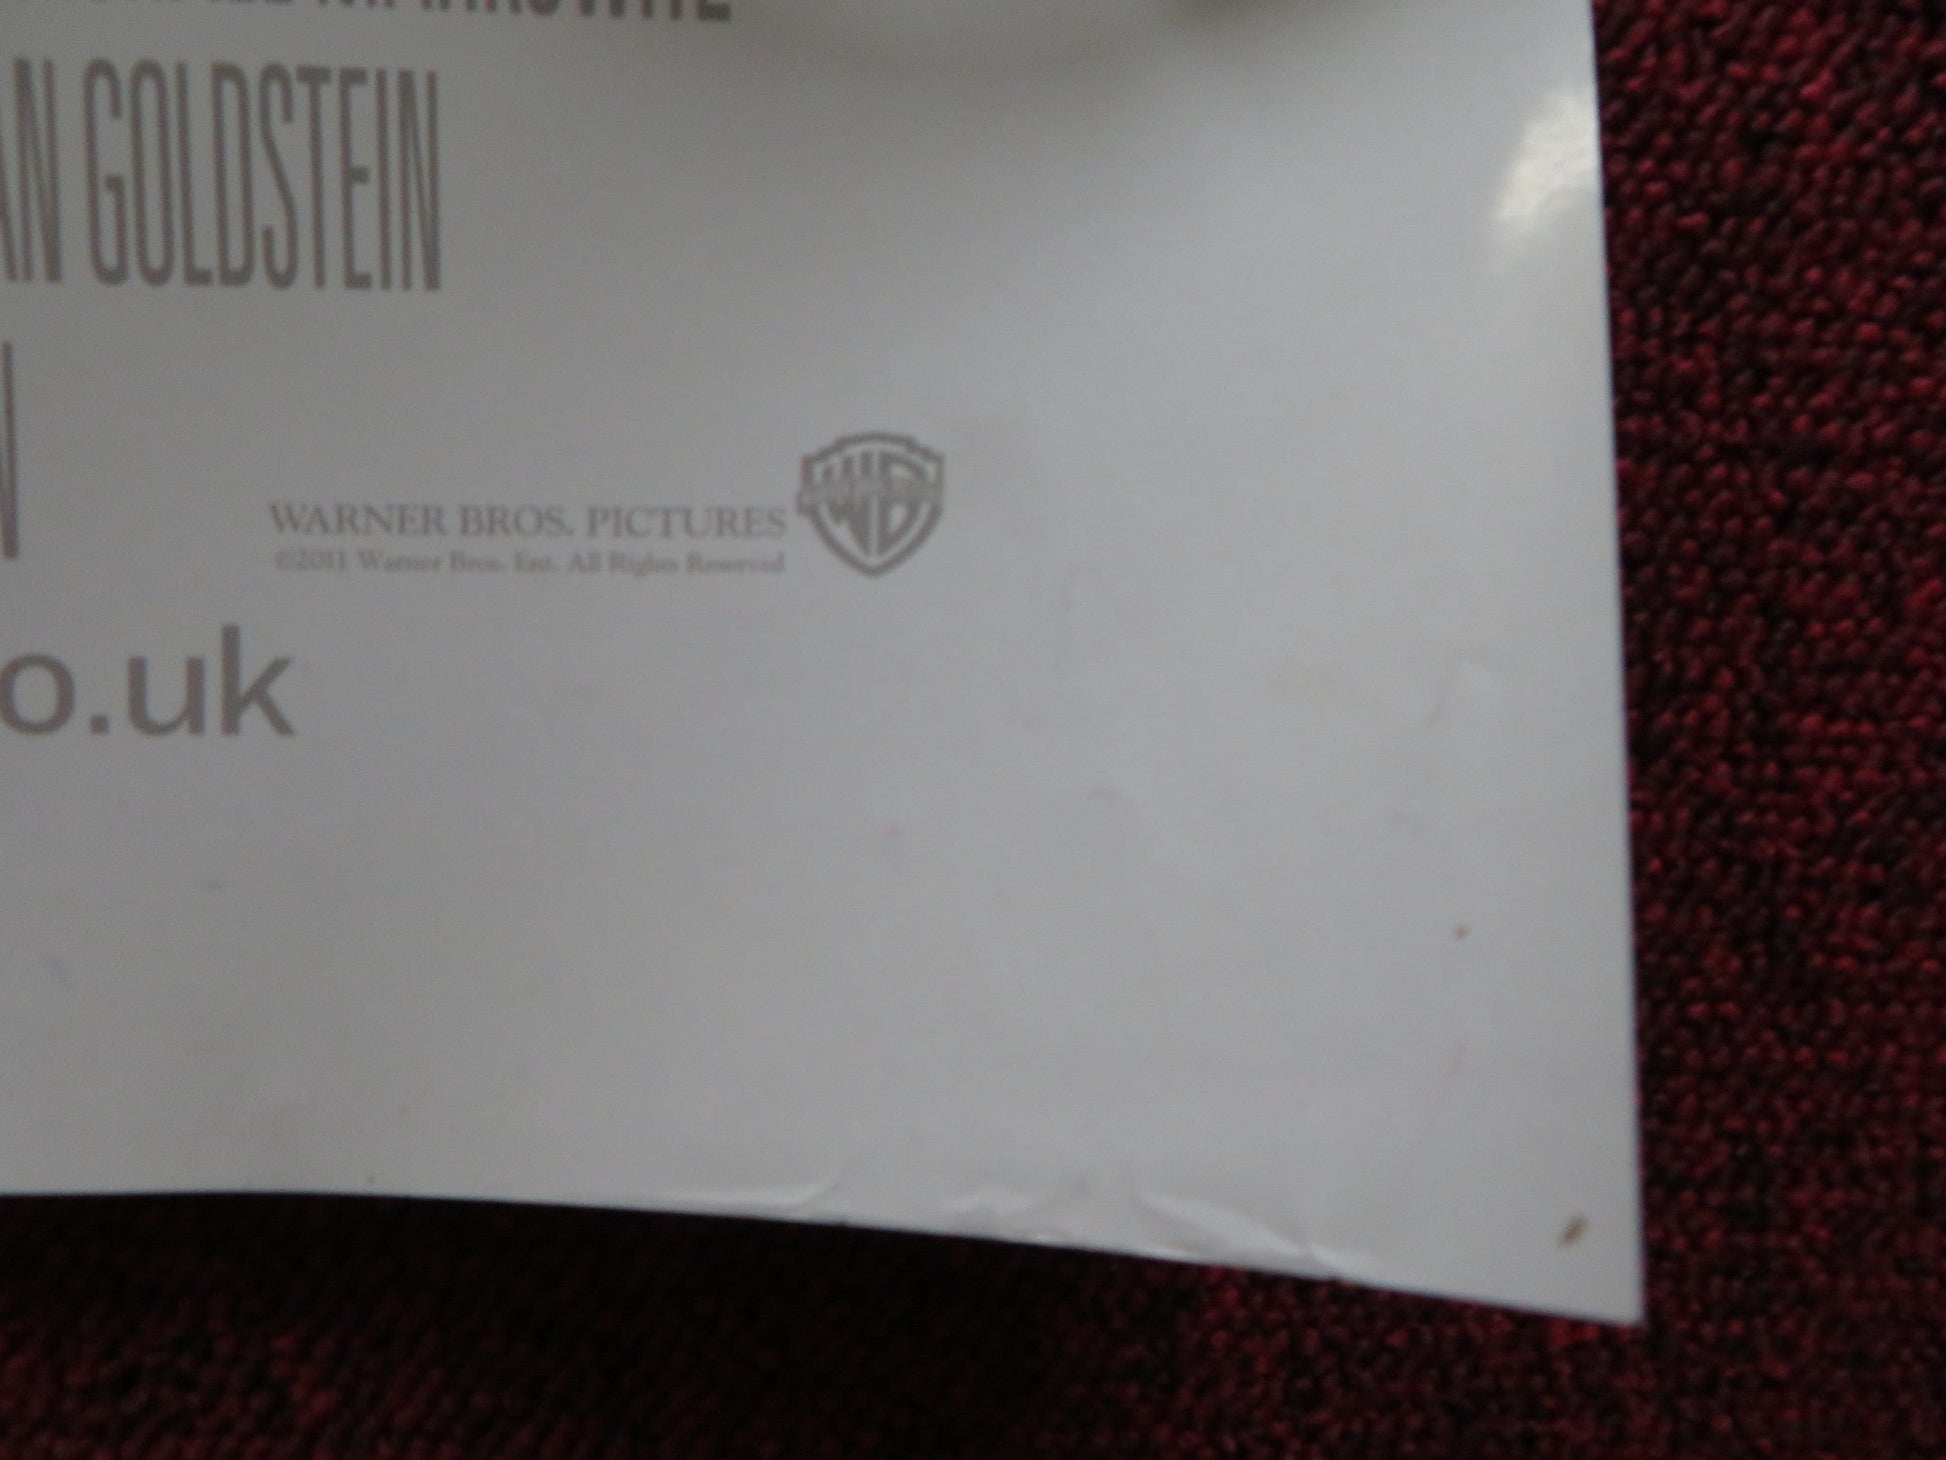 AN GOLDSTEIN
N
WARNER BROS. PICTURES
©2011 Warner Bros. Ent. All Rights Reserved
o.uk